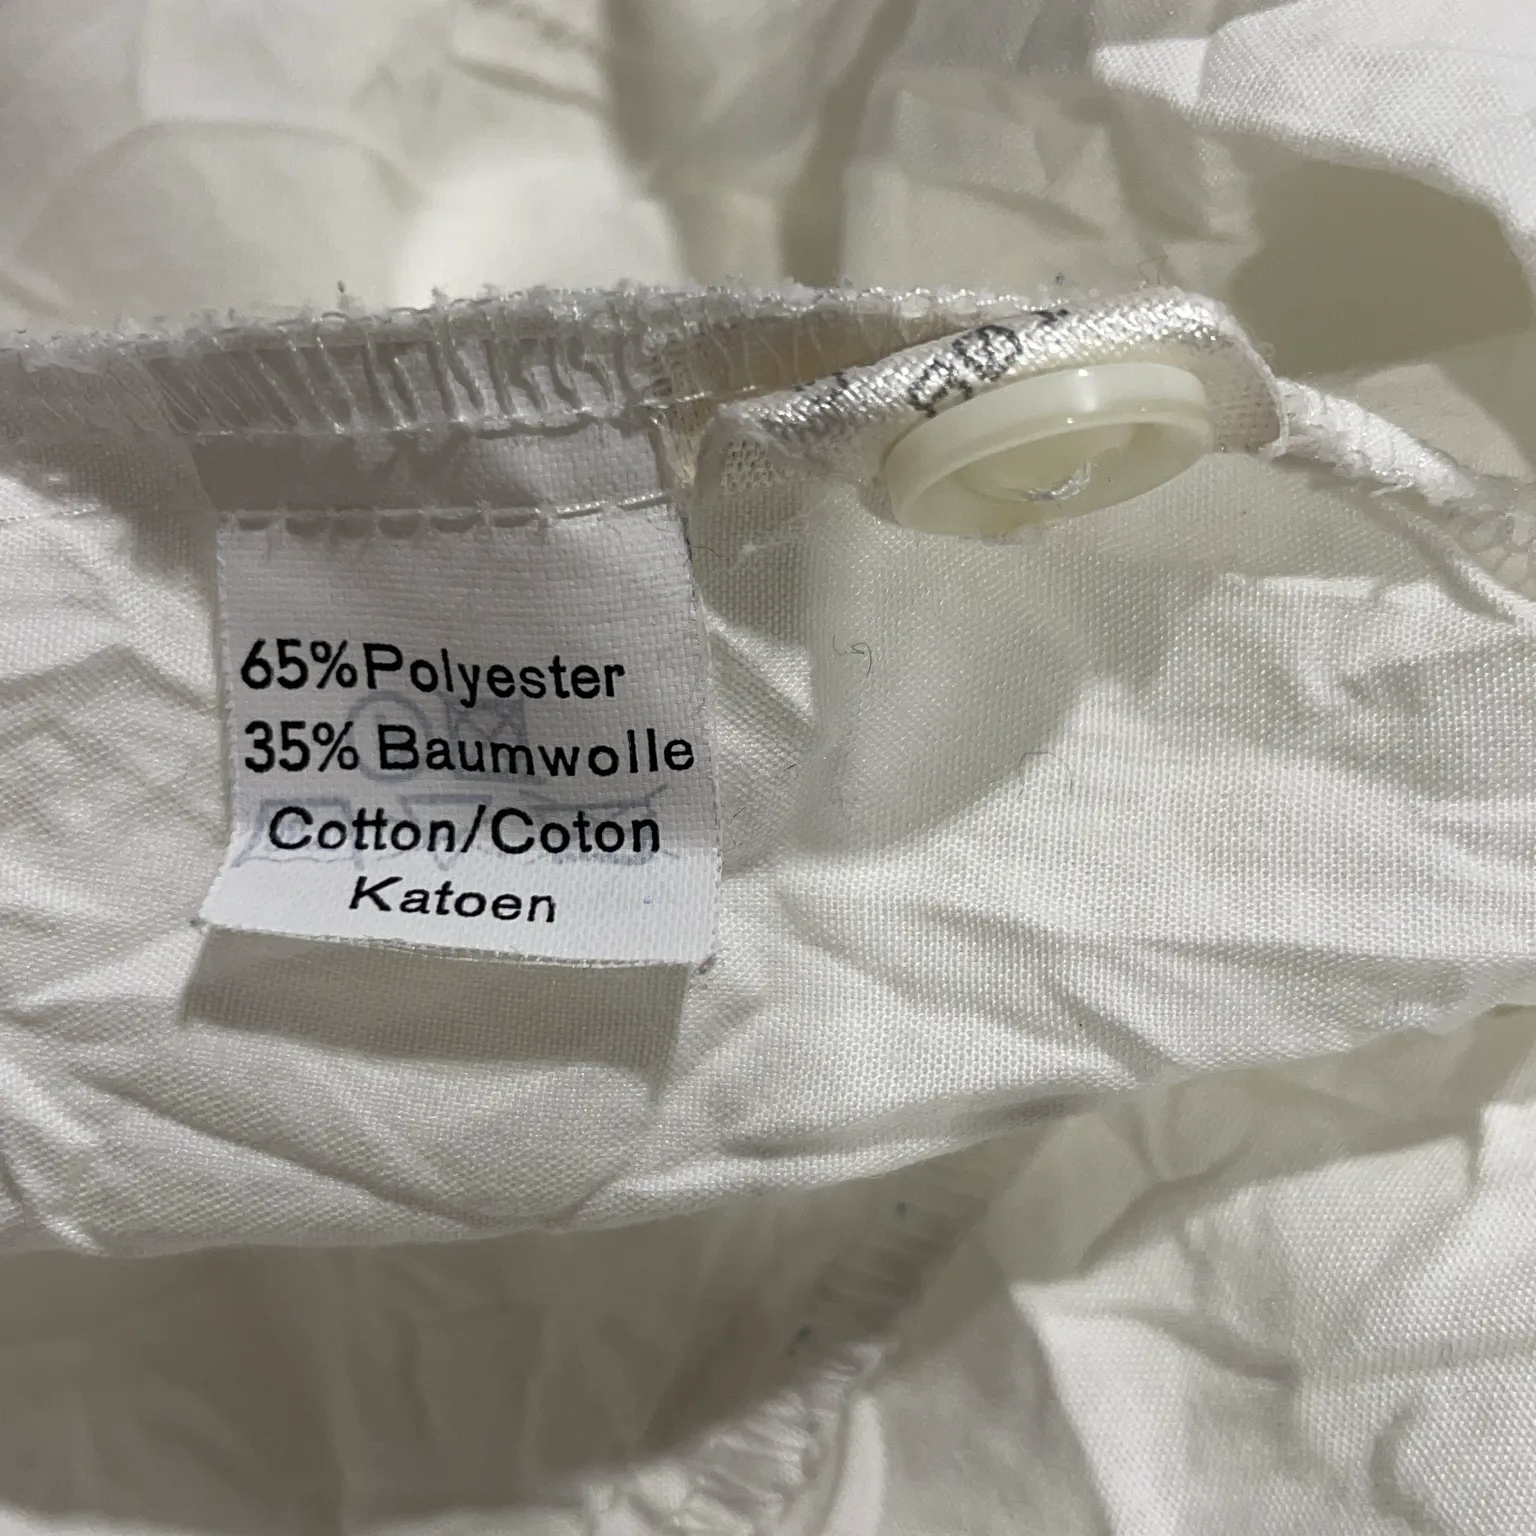 65%Polyester
35% Baumwolle
Cotton/Coton
Katoen